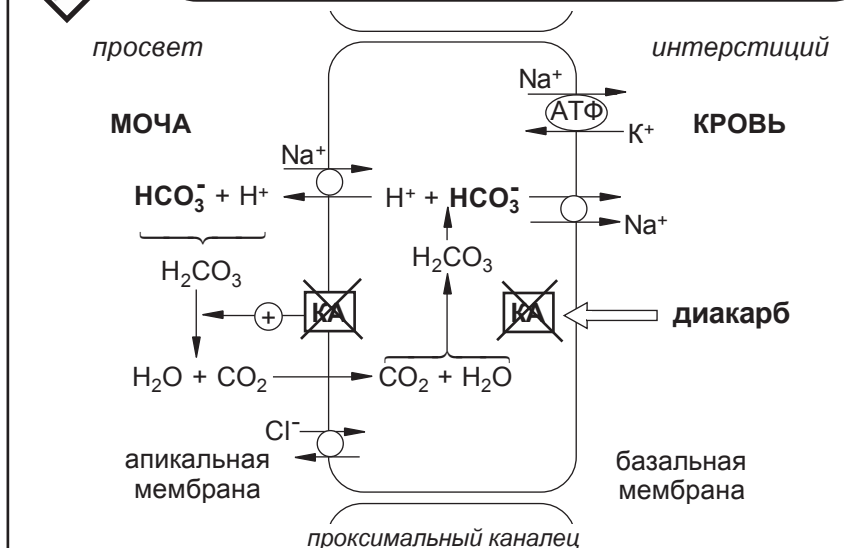 просвет
интерстиций
МОЧА
КРОВЬ
Na⁺
АТФ
К⁺
Na⁺
HCO₃⁻ + H⁺
H⁺ + HCO₃⁻
Na⁺
H₂CO₃
H₂CO₃
+
КА
КА
диакарб
H₂O + CO₂
CO₂ + H₂O
Cl⁻
апикальная
мембрана
базальная
мембрана
проксимальный каналец